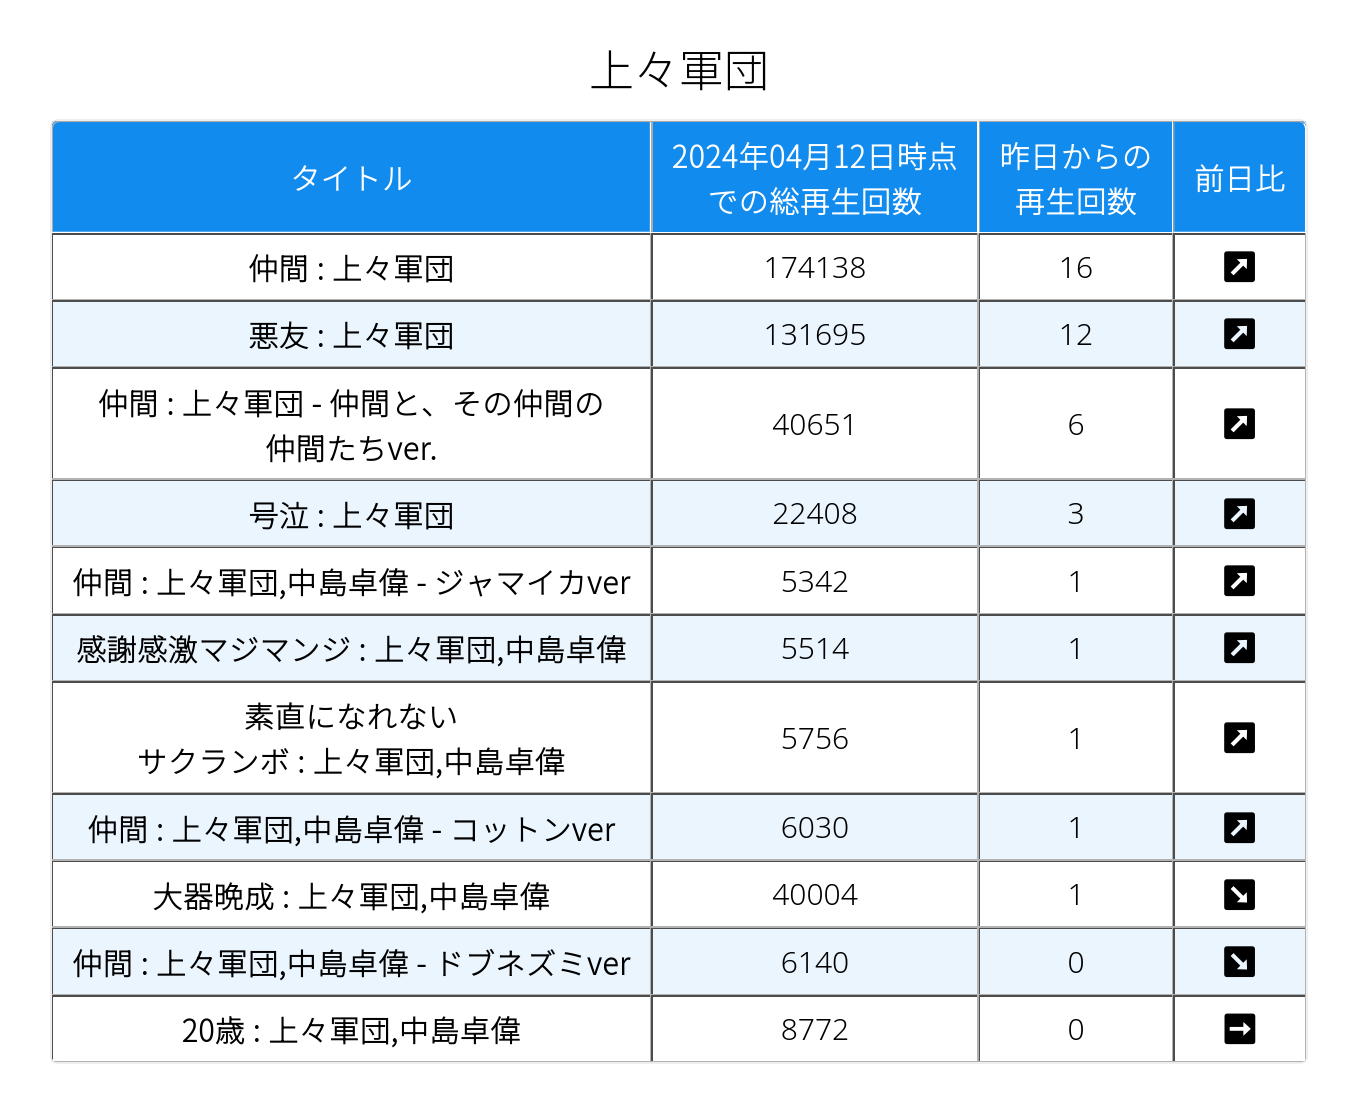 上々軍団
タイトル
2024年04月12日時点
での総再生回数
昨日からの
再生回数
前日比
仲間 : 上々軍団
174138
16
悪友 : 上々軍団
131695
12
仲間 : 上々軍団 - 仲間と、その仲間の
仲間たちver.
40651
6
号泣 : 上々軍団
22408
3
仲間 : 上々軍団,中島卓偉 - ジャマイカver
5342
1
感謝感激マジマンジ : 上々軍団,中島卓偉
5514
1
素直になれない
サクランボ : 上々軍団,中島卓偉
5756
1
仲間 : 上々軍団,中島卓偉 - コットンver
6030
1
大器晩成 : 上々軍団,中島卓偉
40004
1
仲間 : 上々軍団,中島卓偉 - ドブネズミver
6140
0
20歳 : 上々軍団,中島卓偉
8772
0